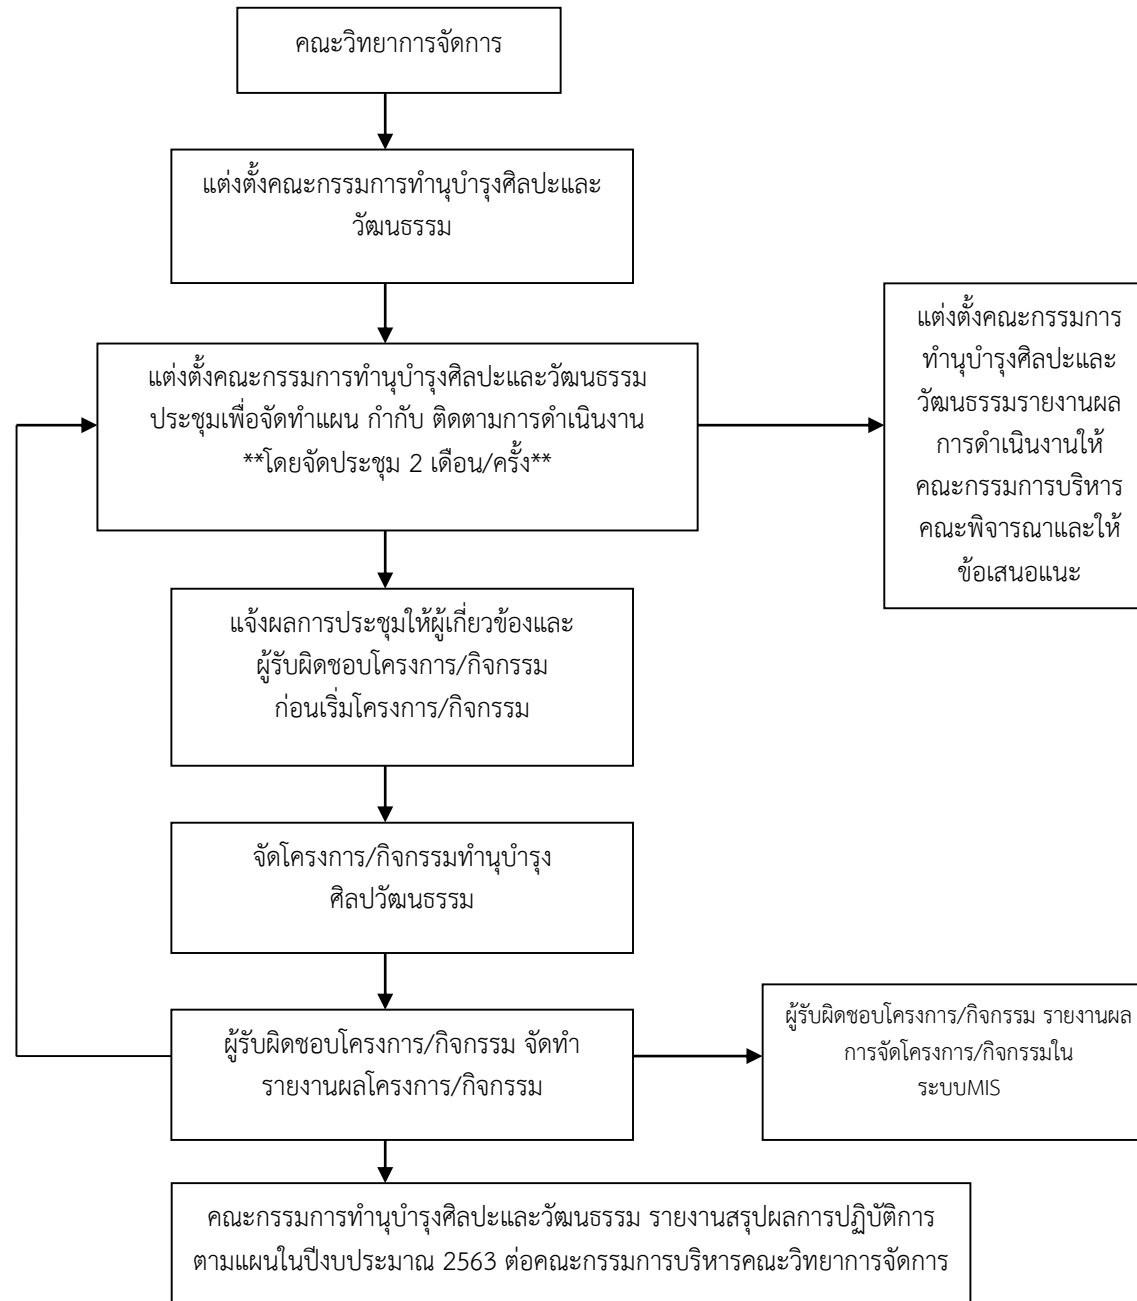 คณะวิทยาการจัดการ
แต่งตั้งคณะกรรมการทำนุบำรุงศิลปะและ
วัฒนธรรม
แต่งตั้งคณะกรรมการทำนุบำรุงศิลปะและวัฒนธรรม
ประชุมเพื่อจัดทำแผน กำกับ ติดตามการดำเนินงาน
**โดยจัดประชุม 2 เดือน/ครั้ง**
แต่งตั้งคณะกรรมการ
ทำนุบำรุงศิลปะและ
วัฒนธรรมรายงานผล
การดำเนินงานให้
คณะกรรมการบริหาร
คณะพิจารณาและให้
ข้อเสนอแนะ
แจ้งผลการประชุมให้ผู้เกี่ยวข้องและ
ผู้รับผิดชอบโครงการ/กิจกรรม
ก่อนเริ่มโครงการ/กิจกรรม
จัดโครงการ/กิจกรรมทำนุบำรุง
ศิลปวัฒนธรรม
ผู้รับผิดชอบโครงการ/กิจกรรม จัดทำ
รายงานผลโครงการ/กิจกรรม
ผู้รับผิดชอบโครงการ/กิจกรรม รายงานผล
การจัดโครงการ/กิจกรรมใน
ระบบMIS
คณะกรรมการทำนุบำรุงศิลปะและวัฒนธรรม รายงานสรุปผลการปฏิบัติการ
ตามแผนในปีงบประมาณ 2563 ต่อคณะกรรมการบริหารคณะวิทยาการจัดการ